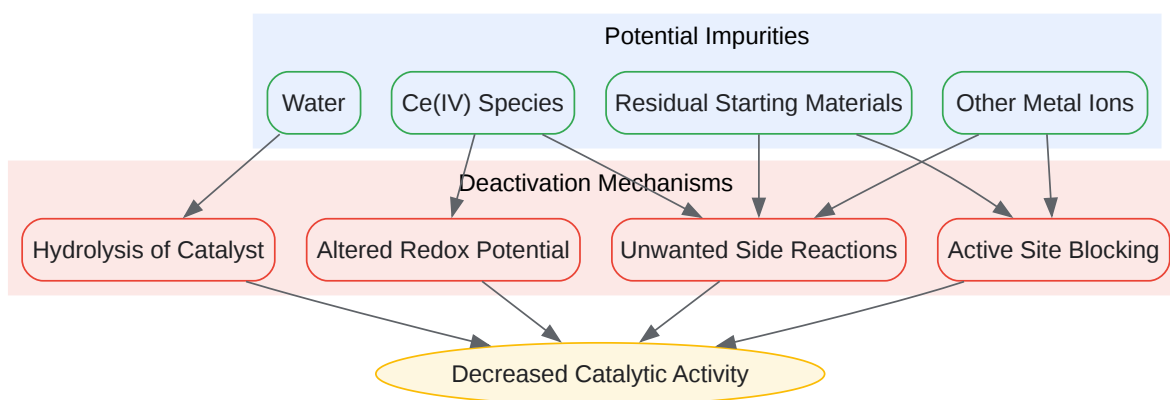 Potential Impurities
Water
Ce(IV) Species
Residual Starting Materials
Other Metal Ions
Deactivation Mechanisms
Hydrolysis of Catalyst
Altered Redox Potential
Unwanted Side Reactions
Active Site Blocking
Decreased Catalytic Activity